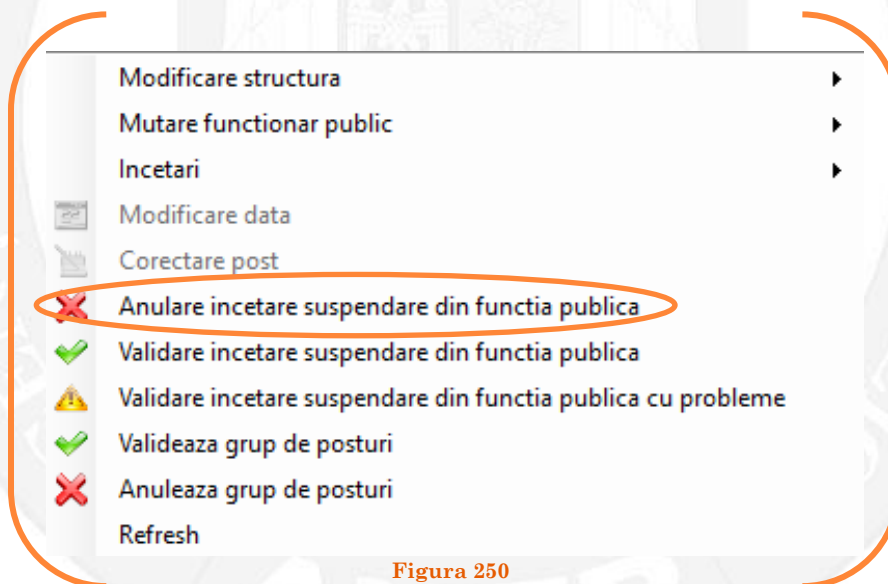 Modificare structura
Mutare functionar public
Incetari
Modificare data
Corectare post
Anulare incetare suspendare din functia publica
Validare incetare suspendare din functia publica
Validare incetare suspendare din functia publica cu probleme
Valideaza grup de posturi
Anuleaza grup de posturi
Refresh
Figura 250